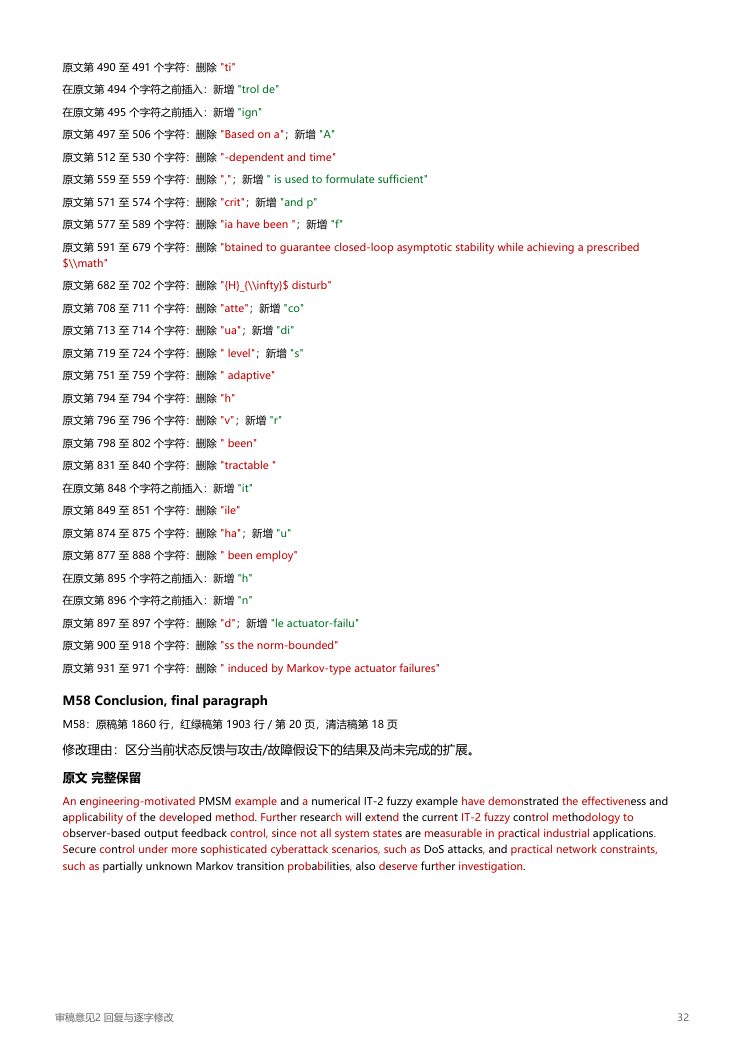 原文第 490 至 491 个字符：删除 "ti"
在原文第 494 个字符之前插入：新增 "trol de"
在原文第 495 个字符之前插入：新增 "ign"
原文第 497 至 506 个字符：删除 "Based on a"；新增 "A"
原文第 512 至 530 个字符：删除 "-dependent and time"
原文第 559 至 559 个字符：删除 ","；新增 " is used to formulate sufficient"
原文第 571 至 574 个字符：删除 "crit"；新增 "and p"
原文第 577 至 589 个字符：删除 "ia have been "；新增 "f"
原文第 591 至 679 个字符：删除 "btained to guarantee closed-loop asymptotic stability while achieving a prescribed
$\\math"
原文第 682 至 702 个字符：删除 "{H}_{\\infty}$ disturb"
原文第 708 至 711 个字符：删除 "atte"；新增 "co"
原文第 713 至 714 个字符：删除 "ua"；新增 "di"
原文第 719 至 724 个字符：删除 " level"；新增 "s"
原文第 751 至 759 个字符：删除 " adaptive"
原文第 794 至 794 个字符：删除 "h"
原文第 796 至 796 个字符：删除 "v"；新增 "r"
原文第 798 至 802 个字符：删除 " been"
原文第 831 至 840 个字符：删除 "tractable "
在原文第 848 个字符之前插入：新增 "it"
原文第 849 至 851 个字符：删除 "ile"
原文第 874 至 875 个字符：删除 "ha"；新增 "u"
原文第 877 至 888 个字符：删除 " been employ"
在原文第 895 个字符之前插入：新增 "h"
在原文第 896 个字符之前插入：新增 "n"
原文第 897 至 897 个字符：删除 "d"；新增 "le actuator-failu"
原文第 900 至 918 个字符：删除 "ss the norm-bounded"
原文第 931 至 971 个字符：删除 " induced by Markov-type actuator failures"
M58 Conclusion, final paragraph
M58：原稿第 1860 行，红绿稿第 1903 行 / 第 20 页，清洁稿第 18 页
修改理由：区分当前状态反馈与攻击/故障假设下的结果及尚未完成的扩展。
原文 完整保留
An engineering-motivated PMSM example and a numerical IT-2 fuzzy example have demonstrated the effectiveness and
applicability of the developed method. Further research will extend the current IT-2 fuzzy control methodology to
observer-based output feedback control, since not all system states are measurable in practical industrial applications.
Secure control under more sophisticated cyberattack scenarios, such as DoS attacks, and practical network constraints,
such as partially unknown Markov transition probabilities, also deserve further investigation.
审稿意见2 回复与逐字修改
32